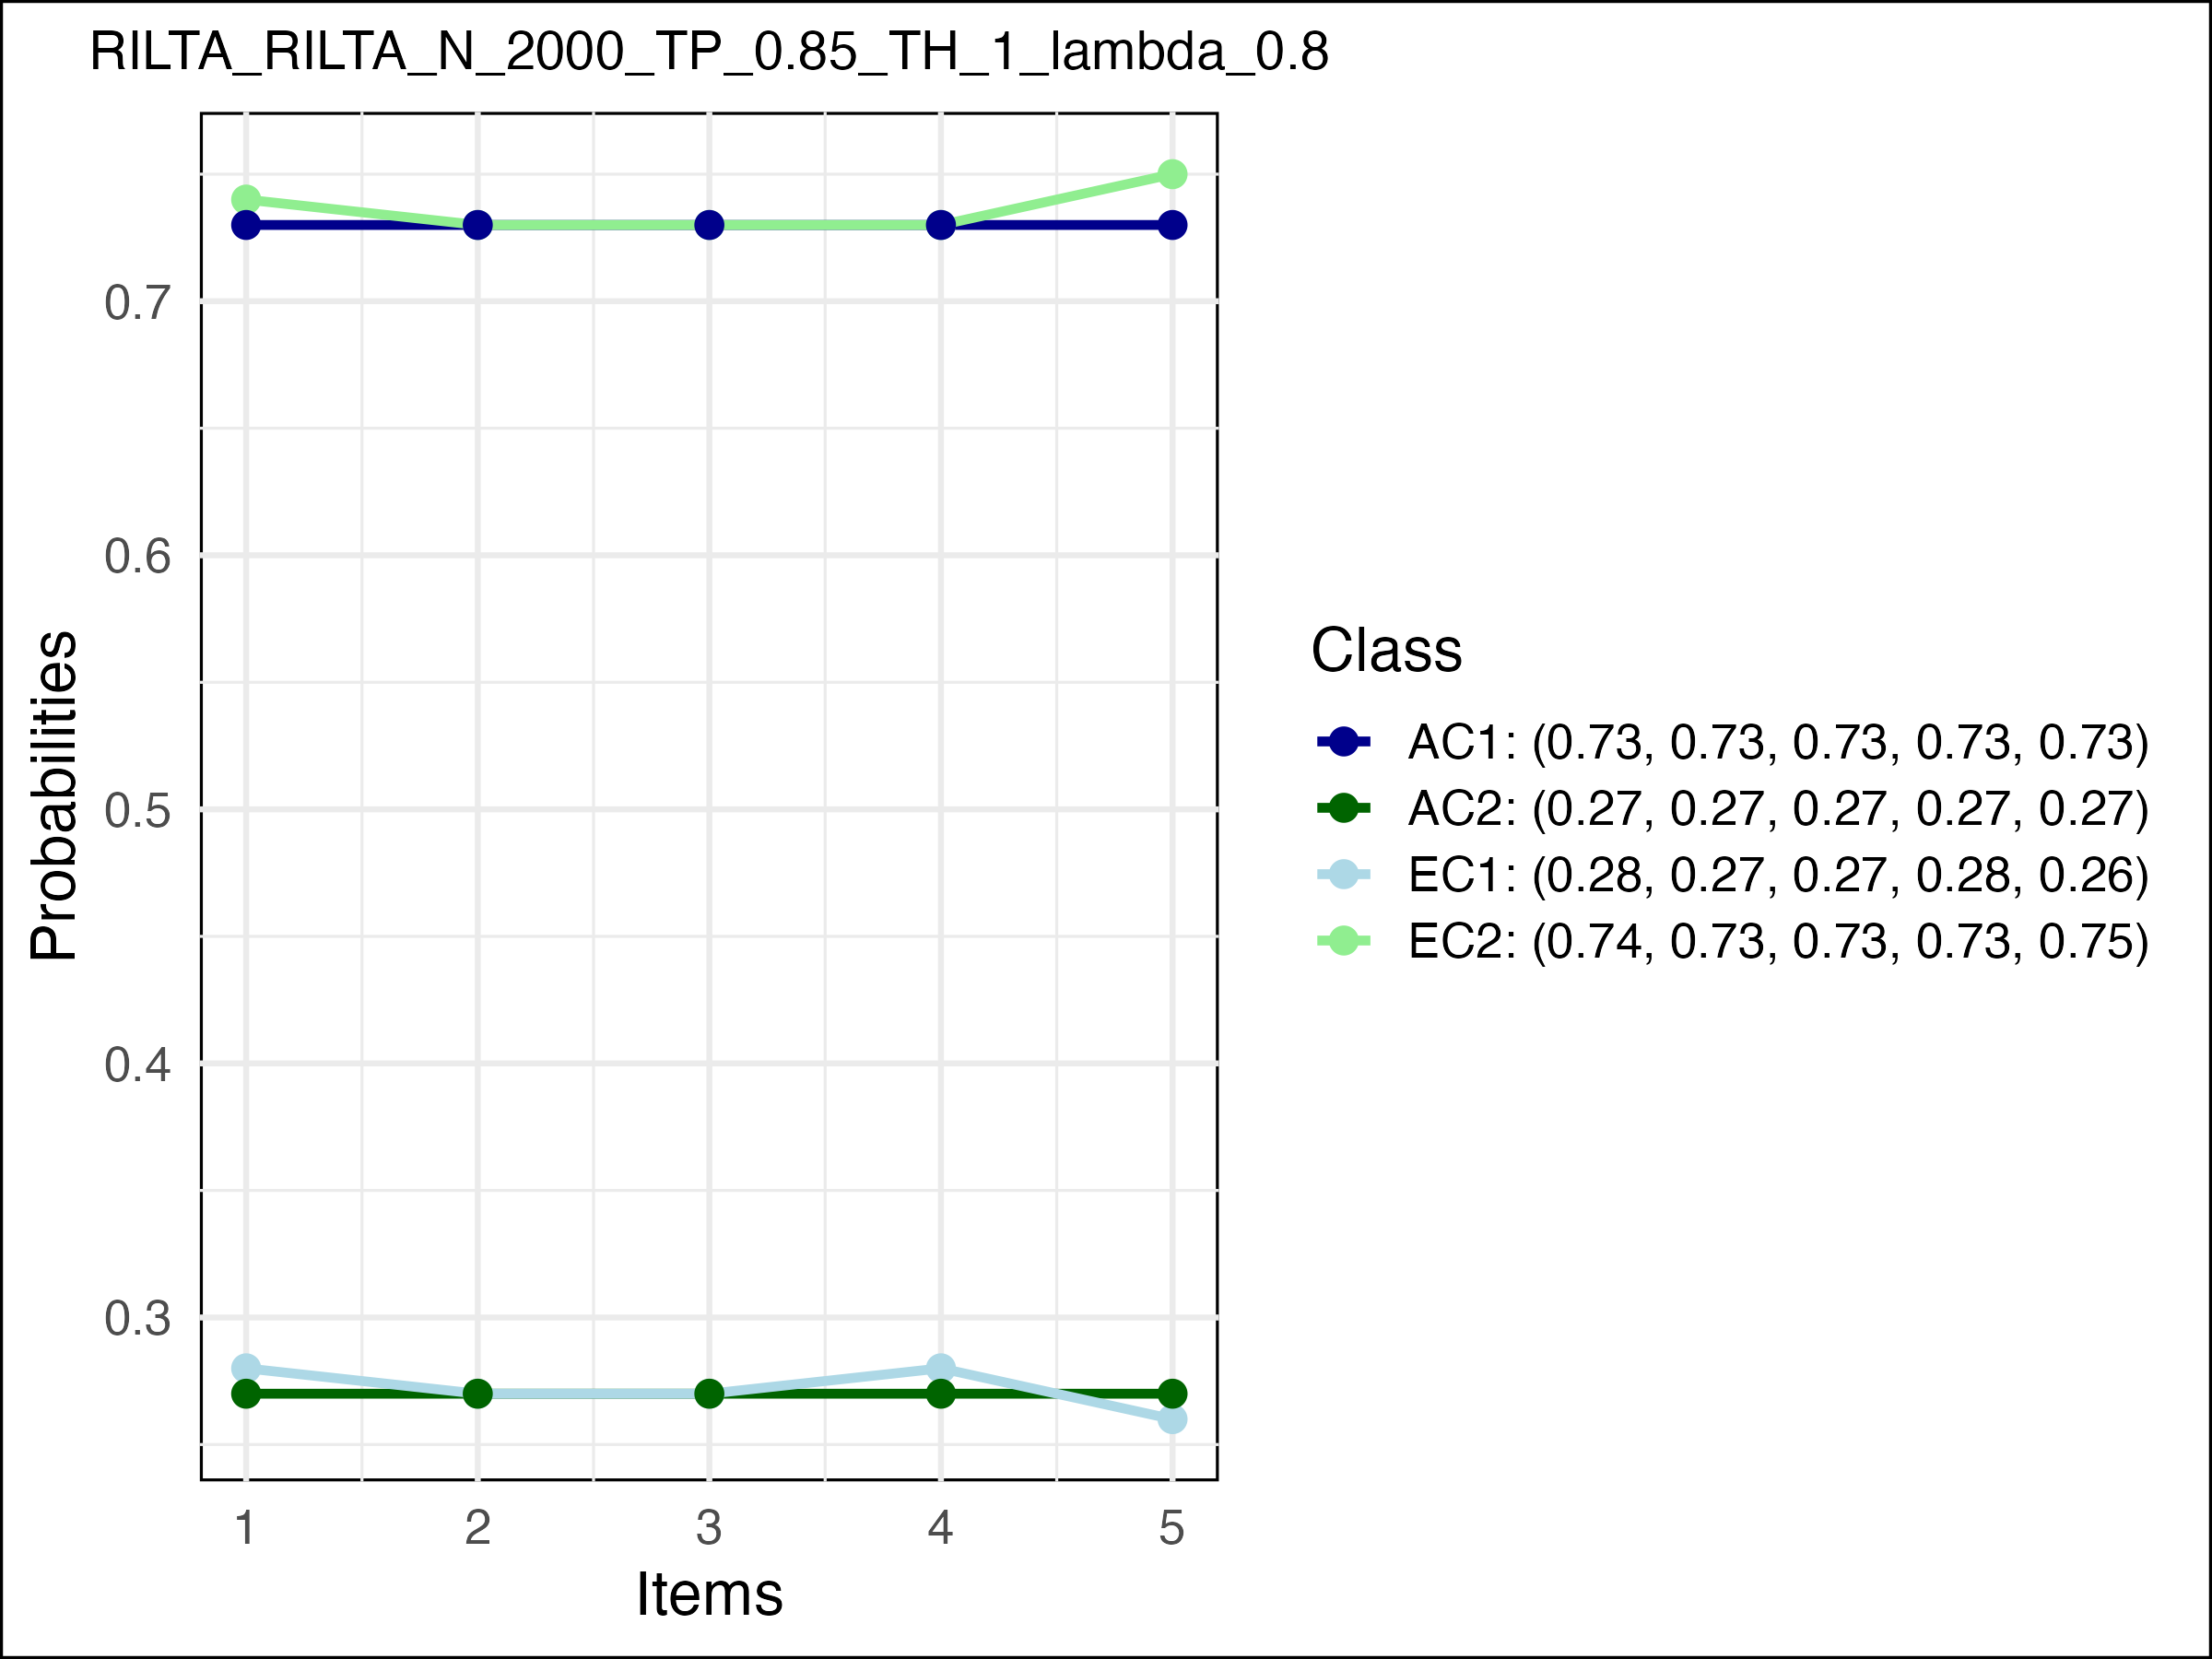 RILTA_RILTA_N_2000_TP_0.85_TH_1_lambda_0.8
Probabilities
0.7
0.6
0.5
0.4
0.3
1 2 3 4 5
Items
Class
AC1: (0.73, 0.73, 0.73, 0.73, 0.73)
AC2: (0.27, 0.27, 0.27, 0.27, 0.27)
EC1: (0.28, 0.27, 0.27, 0.28, 0.26)
EC2: (0.74, 0.73, 0.73, 0.73, 0.75)